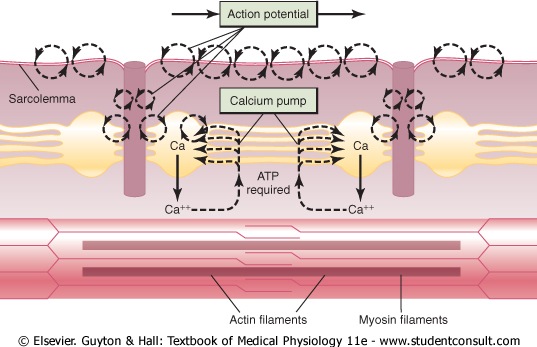 Action potential
Sarcolemma
Calcium pump
Ca
Ca
ATP
required
Ca++
Ca++
Actin filaments
Myosin filaments
© Elsevier. Guyton & Hall: Textbook of Medical Physiology 11e - www.studentconsult.com